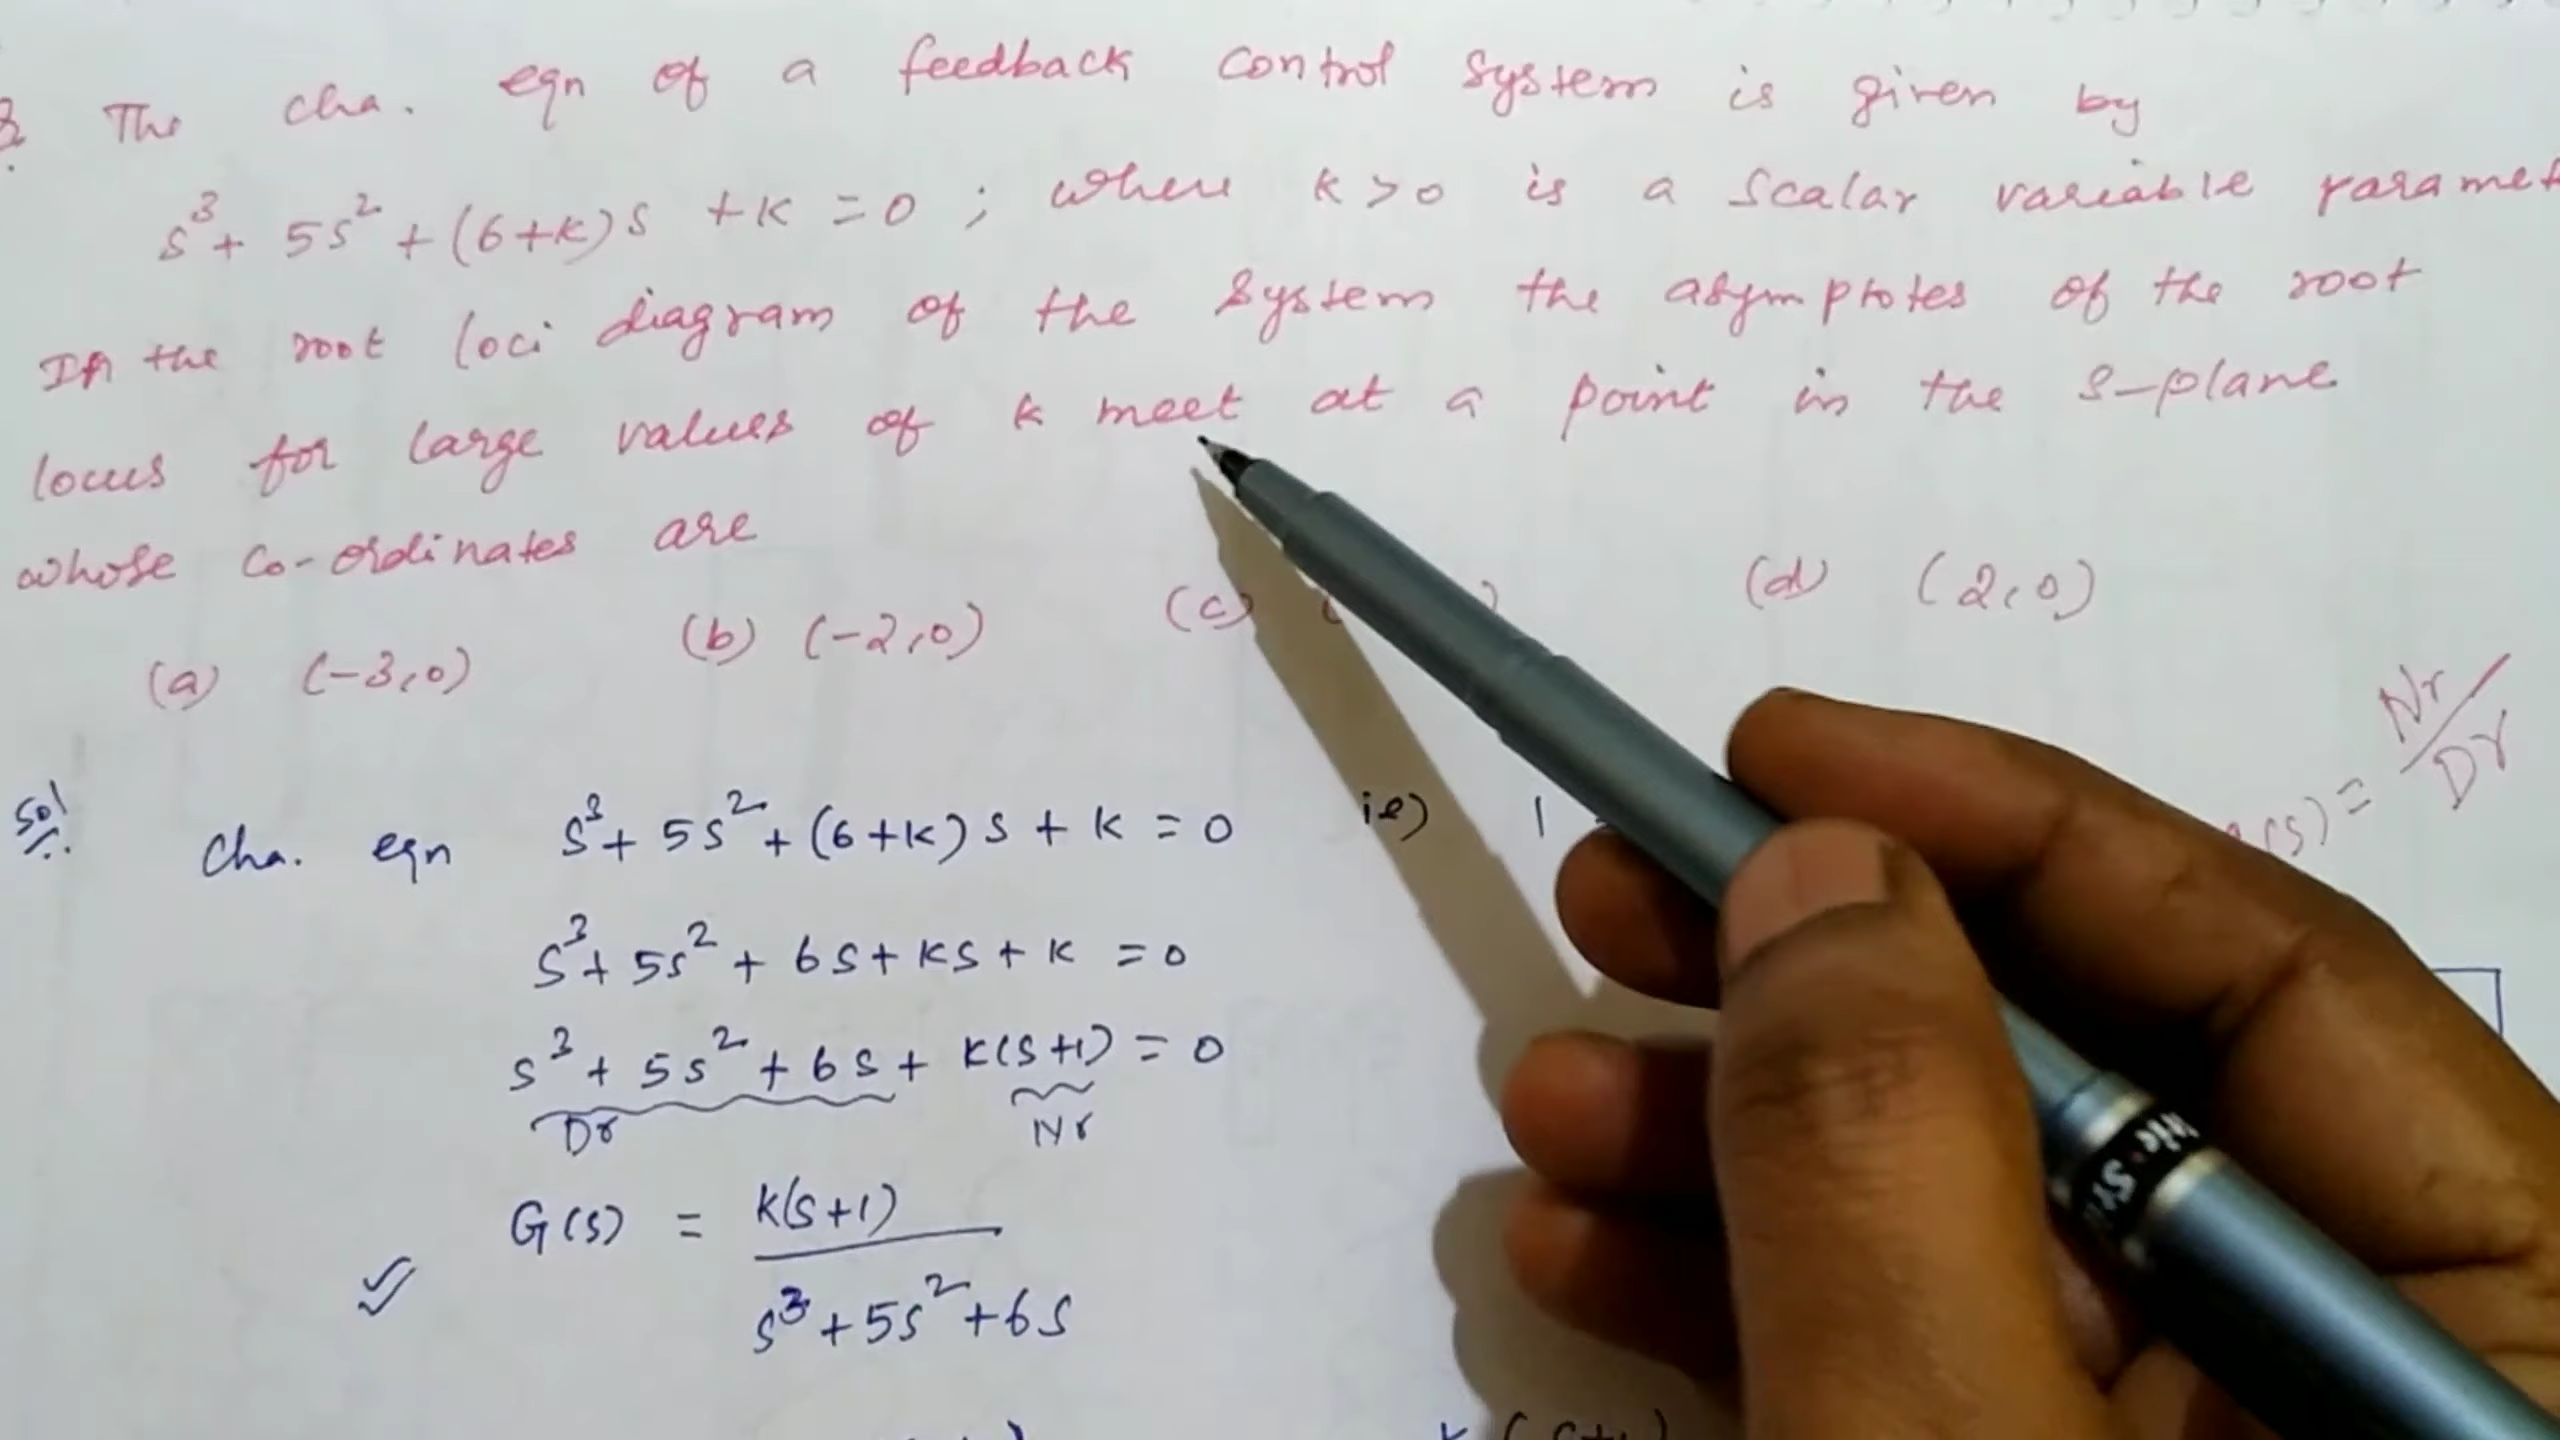 The cha. eqn of a feedback control system is given by
s³ + 5s² + (6+k)s + k = 0 ; where k > 0 is a scalar variable paramet
In the root loci diagram of the system the asymptotes of the root
locus for large values of k meet at a point in the s-plane
whose co-ordinates are
(a) (-3,0) (b) (-2,0) (c) (d) (2,0)
Nr/Dr
Sol:
Cha. eqn s³ + 5s² + (6+k)s + k = 0 ie) 1 (s) =
s³ + 5s² + 6s + ks + k = 0
s³ + 5s² + 6s + k(s+1) = 0
Dr Nr
G(s) = k(s+1)
s³ + 5s² + 6s